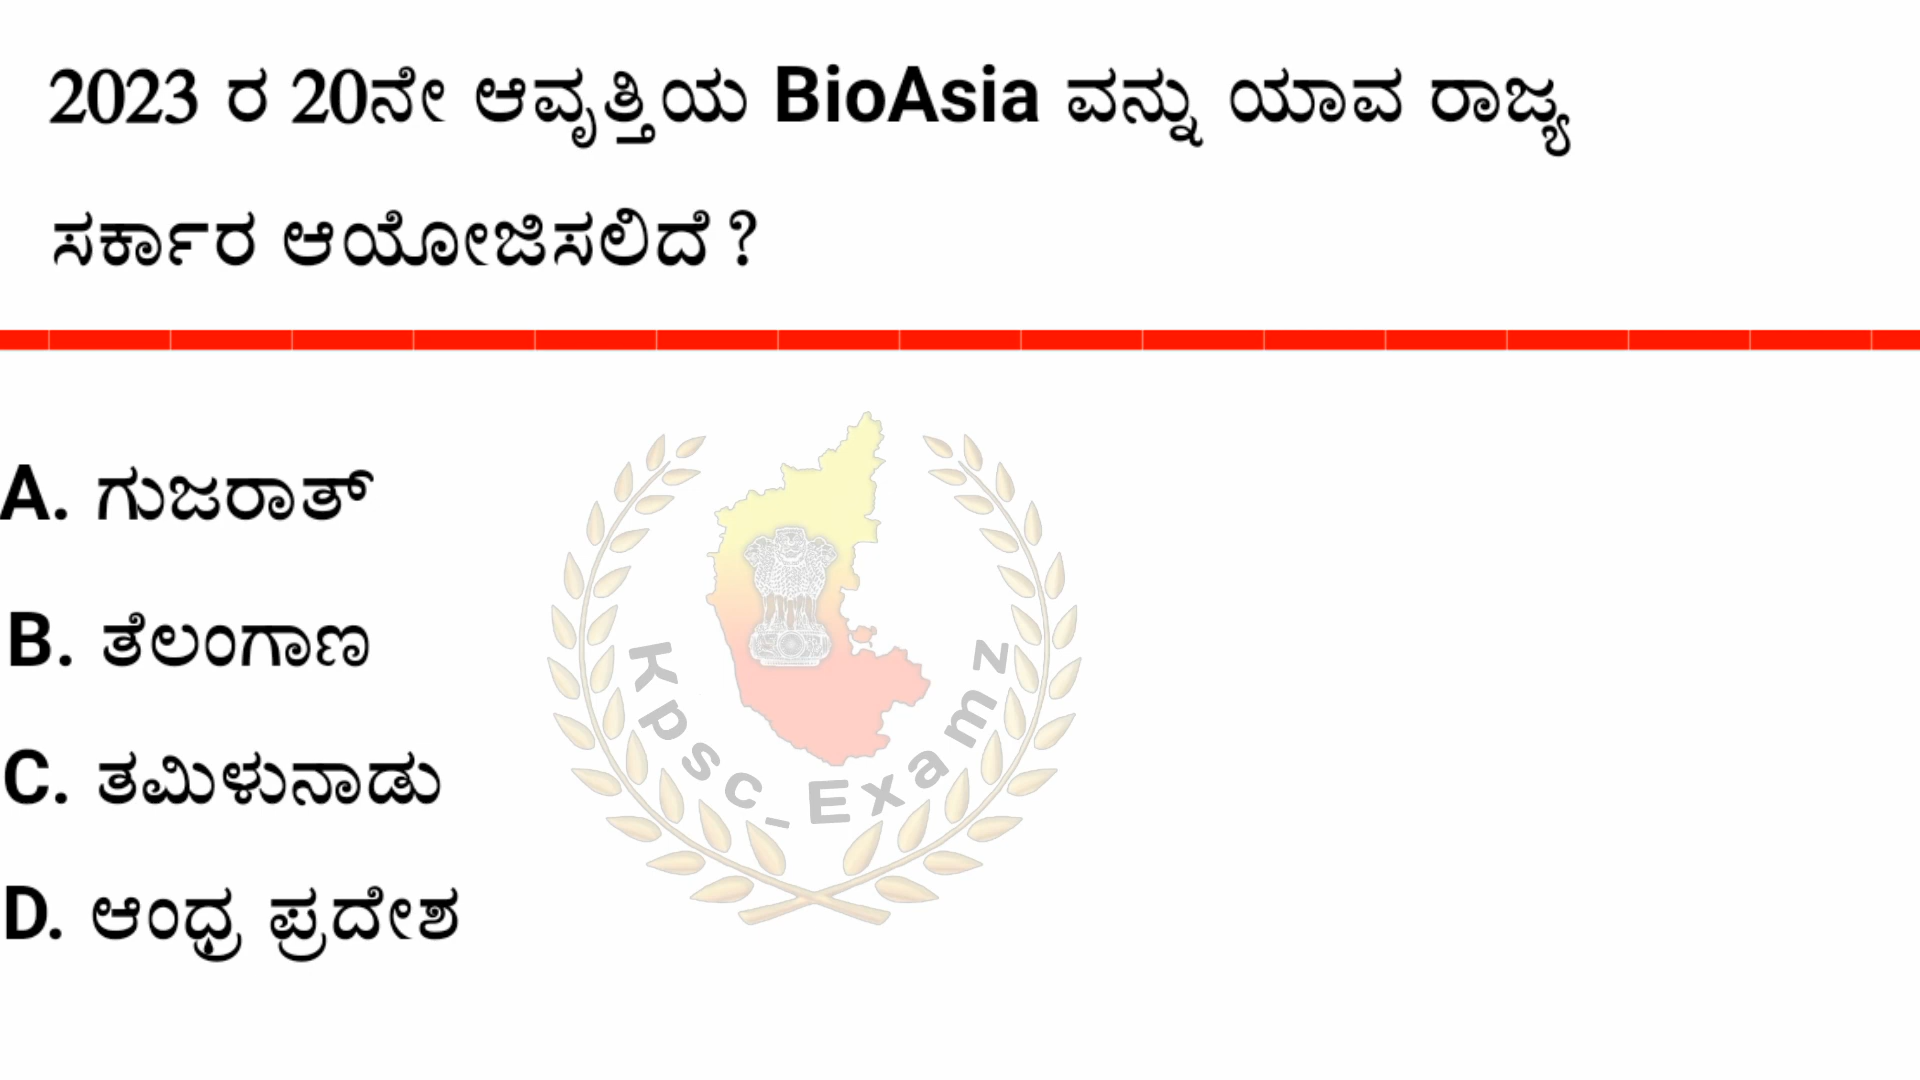 2023 ರ 20ನೇ ಆವೃತ್ತಿಯ BioAsia ವನ್ನು ಯಾವ ರಾಜ್ಯ
ಸರ್ಕಾರ ಆಯೋಜಿಸಲಿದೆ ?
A. ಗುಜರಾತ್
B. ತೆಲಂಗಾಣ
C. ತಮಿಳುನಾಡು
D. ಆಂಧ್ರ ಪ್ರದೇಶ
Kpsc_Examz